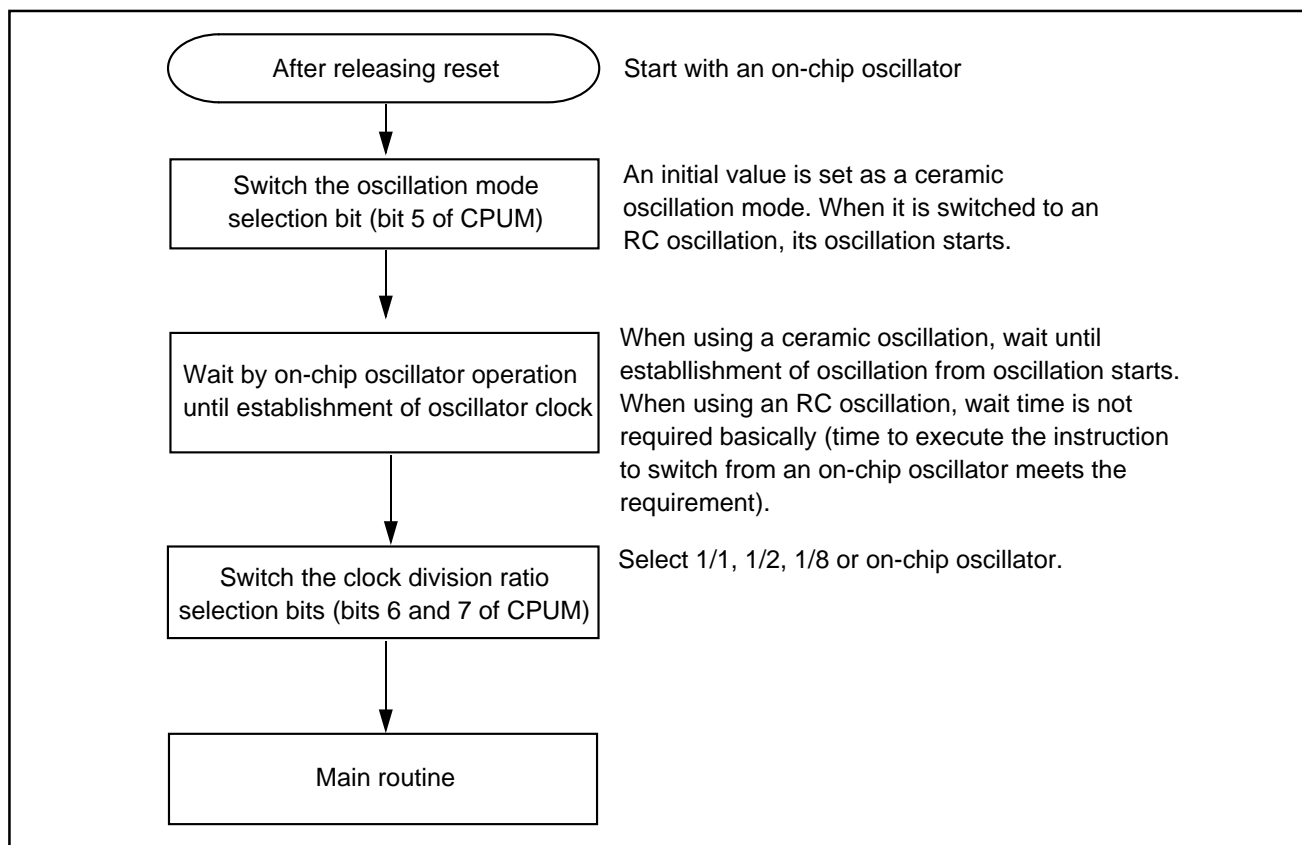 After releasing reset
Start with an on-chip oscillator
Switch the oscillation mode
selection bit (bit 5 of CPUM)
An initial value is set as a ceramic
oscillation mode. When it is switched to an
RC oscillation, its oscillation starts.
Wait by on-chip oscillator operation
until establishment of oscillator clock
When using a ceramic oscillation, wait until
establlishment of oscillation from oscillation starts.
When using an RC oscillation, wait time is not
required basically (time to execute the instruction
to switch from an on-chip oscillator meets the
requirement).
Switch the clock division ratio
selection bits (bits 6 and 7 of CPUM)
Select 1/1, 1/2, 1/8 or on-chip oscillator.
Main routine